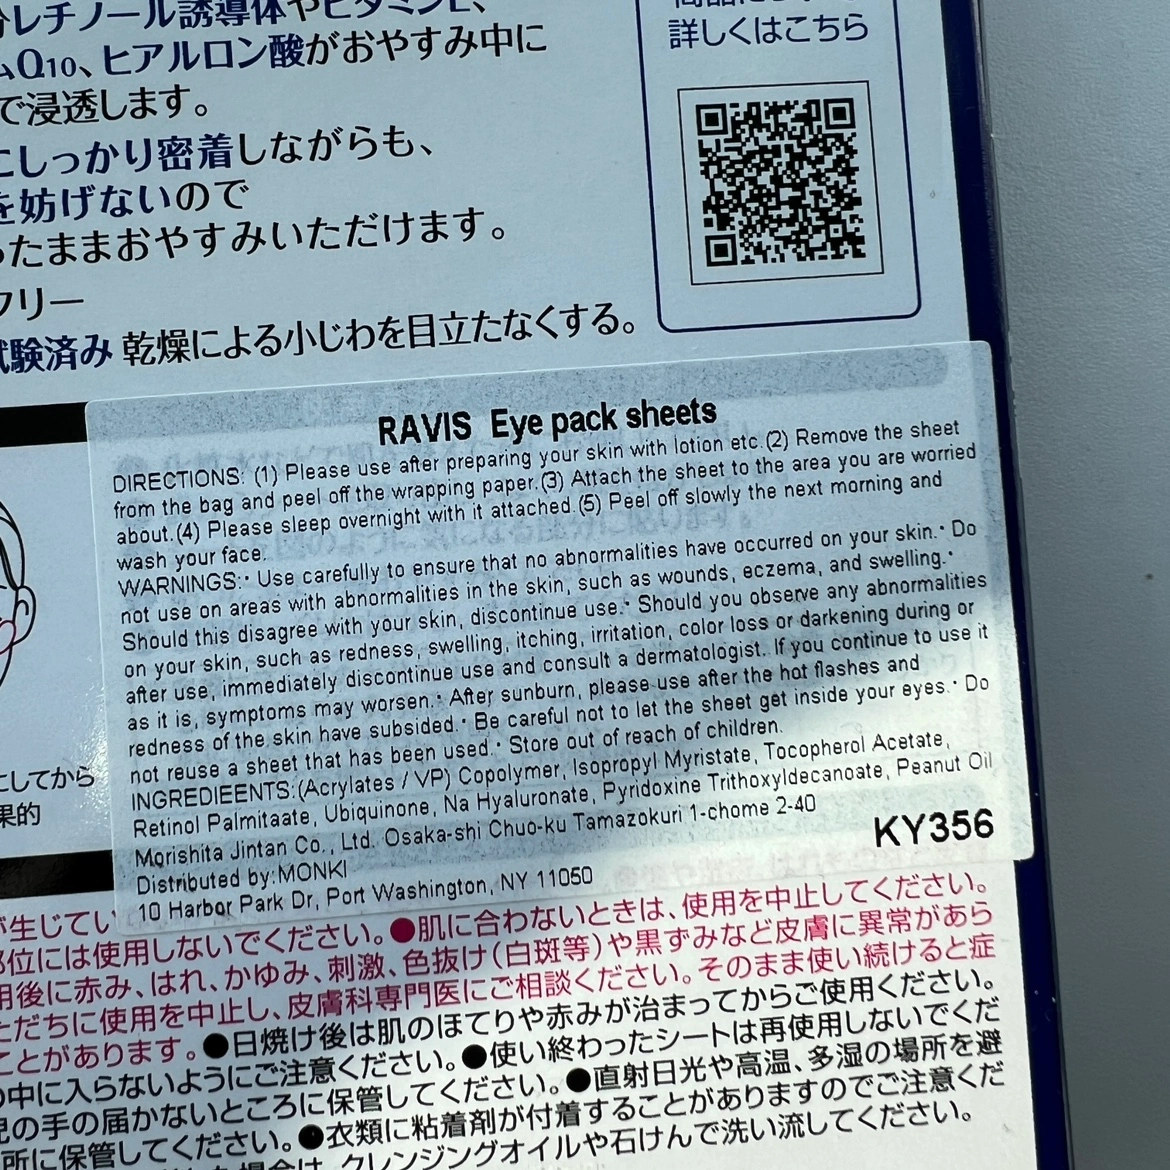 レチノール誘導体やビタミンE、
Q10、ヒアルロン酸がおやすみ中に
で浸透します。
しっかり密着しながらも、
を妨げないので
たままおやすみいただけます。
フリー
試験済み 乾燥による小じわを目立たなくする。
詳しくはこちら
RAVIS Eye pack sheets
DIRECTIONS: (1) Please use after preparing your skin with lotion etc.(2) Remove the sheet
from the bag and peel off the wrapping paper.(3) Attach the sheet to the area you are worried
about.(4) Please sleep overnight with it attached.(5) Peel off slowly the next morning and
wash your face.
WARNINGS:・Use carefully to ensure that no abnormalities have occurred on your skin.・Do
not use on areas with abnormalities in the skin, such as wounds, eczema, and swelling.・
Should this disagree with your skin, discontinue use.・Should you observe any abnormalities
on your skin, such as redness, swelling, itching, irritation, color loss or darkening during or
after use, immediately discontinue use and consult a dermatologist. If you continue to use it
as it is, symptoms may worsen.・After sunburn, please use after the hot flashes and
redness of the skin have subsided.・Be careful not to let the sheet get inside your eyes.・Do
not reuse a sheet that has been used.・Store out of reach of children.
INGREDIEENTS:(Acrylates / VP) Copolymer, Isopropyl Myristate, Tocopherol Acetate,
Retinol Palmitaate, Ubiquinone, Na Hyaluronate, Pyridoxine Trithoxyldecanoate, Peanut Oil
Morishita Jintan Co., Ltd. Osaka-shi Chuo-ku Tamazokuri 1-chome 2-40
Distributed by:MONKI
10 Harbor Park Dr, Port Washington, NY 11050
KY356
にしてから
果的
が生じてい
部位には使用しないでください。●肌に合わないときは、使用を中止してください。
用後に赤み、はれ、かゆみ、刺激、色抜け(白斑等)や黒ずみなど皮膚に異常があら
ただちに使用を中止し、皮膚科専門医にご相談ください。そのまま使い続けると症
ことがあります。●日焼け後は肌のほてりや赤みが治まってからご使用ください。
の中に入らないようにご注意ください。●使い終わったシートは再使用しないでくだ
児の手の届かないところに保管してください。●直射日光や高温、多湿の場所を避
所に保管してください。●衣類に粘着剤が付着することがありますのでご注意くだ
た場合は、クレンジングオイルや石けんで洗い流してください。